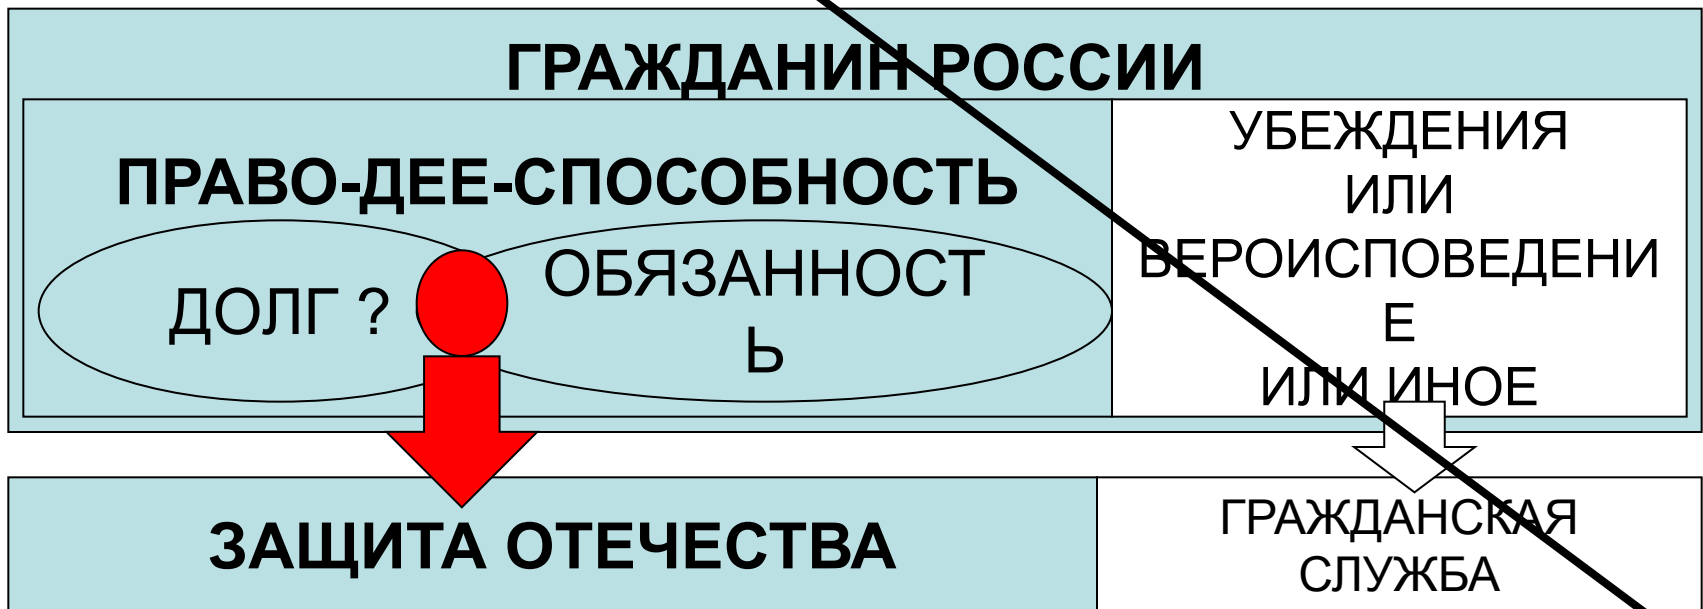 ГРАЖДАНИН РОССИИ
ПРАВО-ДЕЕ-СПОСОБНОСТЬ
ДОЛГ ?
ОБЯЗАННОСТ
Ь
УБЕЖДЕНИЯ
ИЛИ
ВЕРОИСПОВЕДЕНИ
Е
ИЛИ ИНОЕ
ЗАЩИТА ОТЕЧЕСТВА
ГРАЖДАНСКАЯ
СЛУЖБА